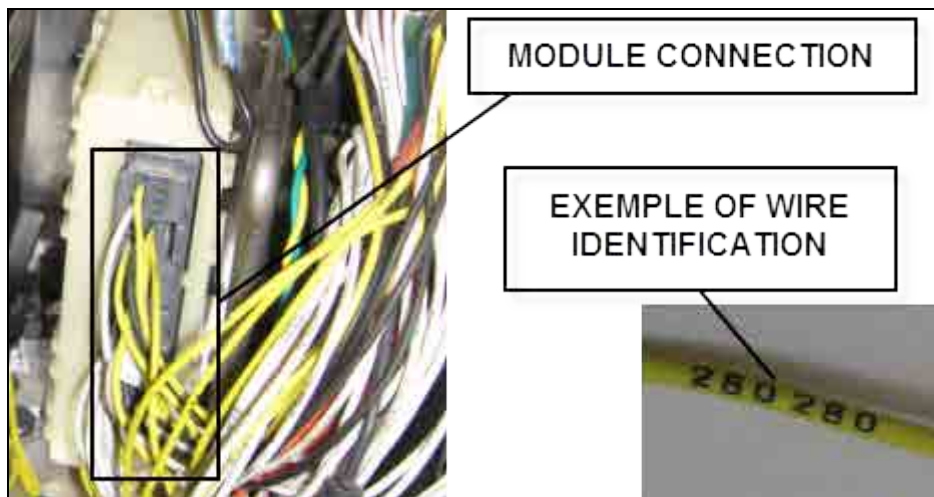 MODULE CONNECTION
EXEMPLE OF WIRE
IDENTIFICATION
280 280